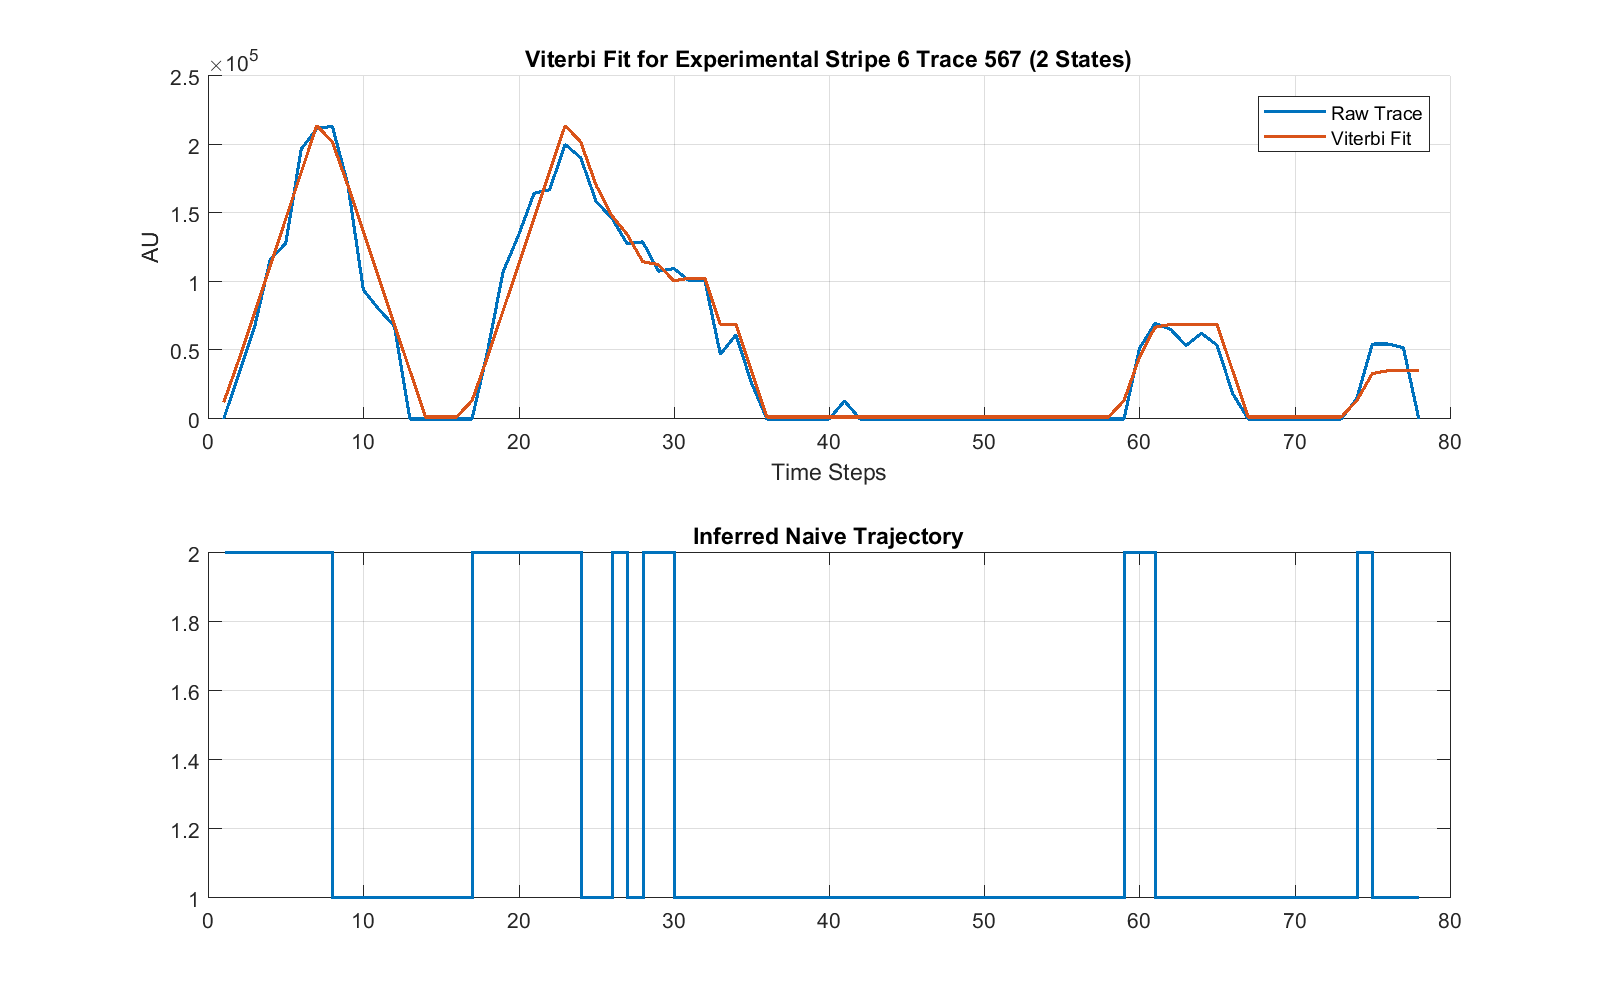 Viterbi Fit for Experimental Stripe 6 Trace 567 (2 States)
×10^5
2.5
2
1.5
1
0.5
0
AU
Raw Trace
Viterbi Fit
0 10 20 30 40 50 60 70 80
Time Steps
Inferred Naive Trajectory
2
1.8
1.6
1.4
1.2
1
0 10 20 30 40 50 60 70 80